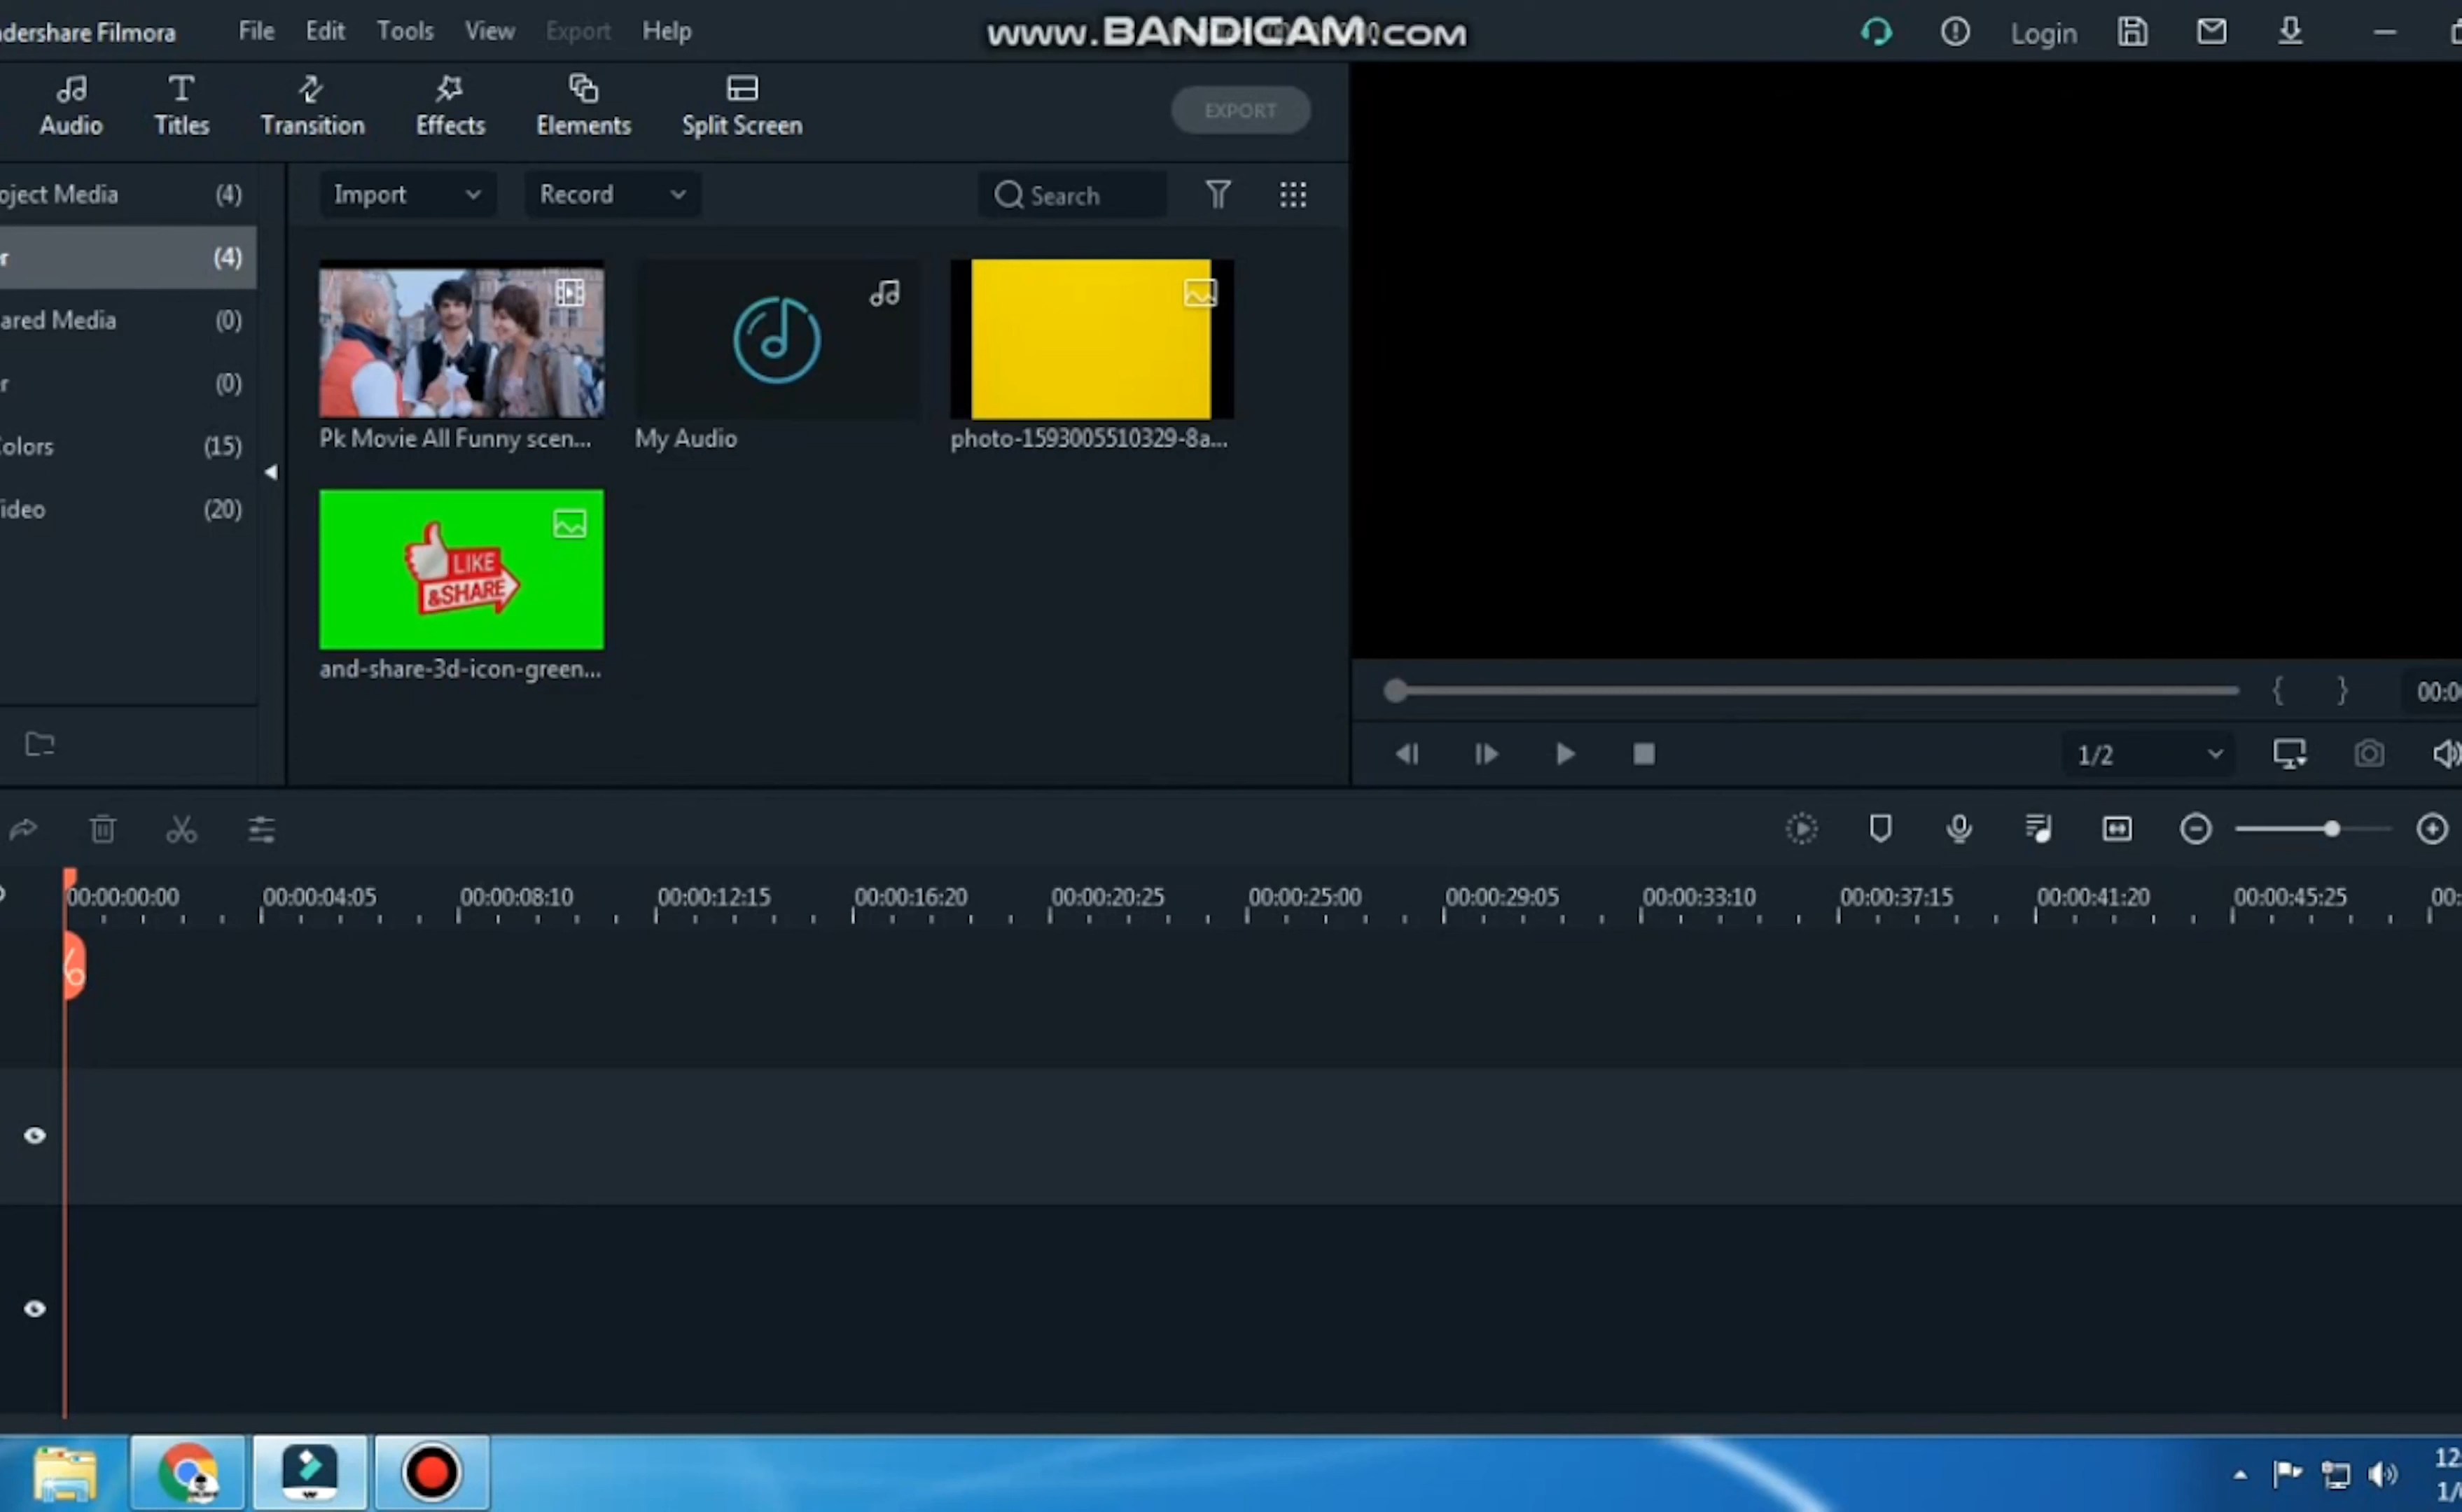 dershare Filmora
File Edit Tools View Export Help
www.BANDICAM.com
Login
Audio Titles Transition Effects Elements Split Screen
EXPORT
oject Media (4)
Import Record Search
r (4)
ared Media (0)
r (0)
olors (15)
ideo (20)
Pk Movie All Funny scen...
My Audio
photo-1593005510329-8a...
LIKE
&SHARE
and-share-3d-icon-green...
{ } 00:0
1/2
00:00:00:00 00:00:04:05 00:00:08:10 00:00:12:15 00:00:16:20 00:00:20:25 00:00:25:00 00:00:29:05 00:00:33:10 00:00:37:15 00:00:41:20 00:00:45:25 00:
12
1/